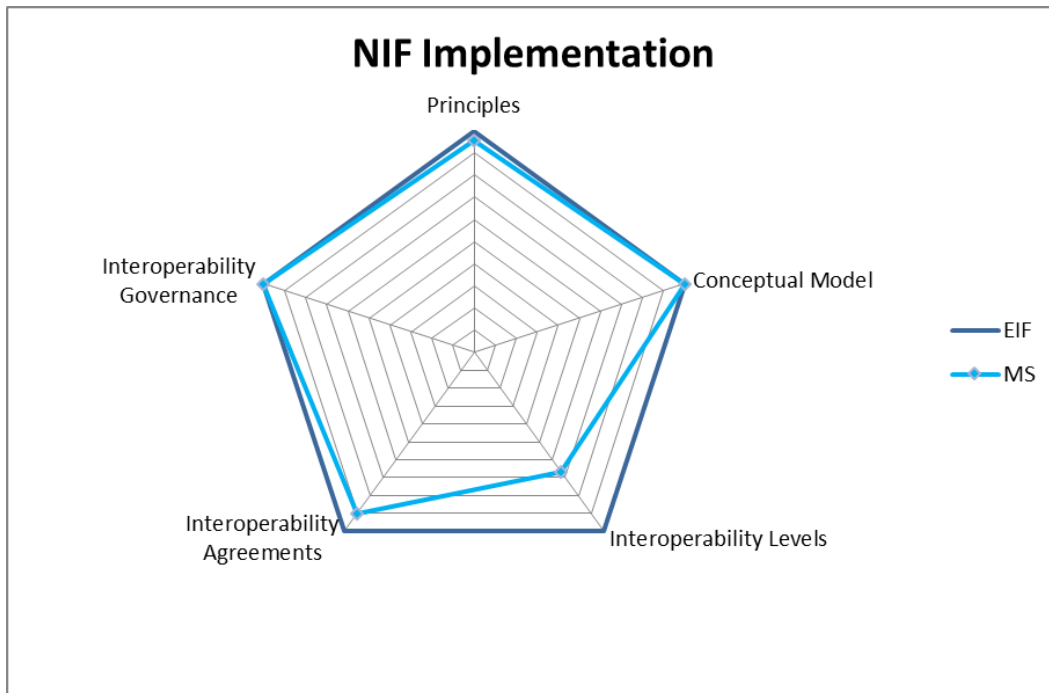 NIF Implementation
Principles
Interoperability
Governance
Conceptual Model
EIF
MS
Interoperability
Agreements
Interoperability Levels